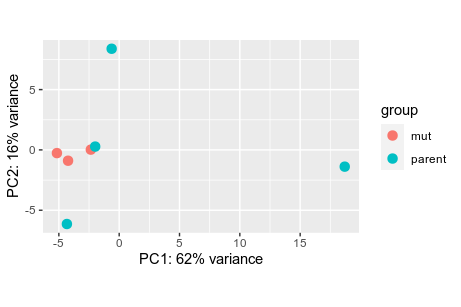 5
0
-5
PC2: 16% variance
-5 0 5 10 15
PC1: 62% variance
group
mut
parent